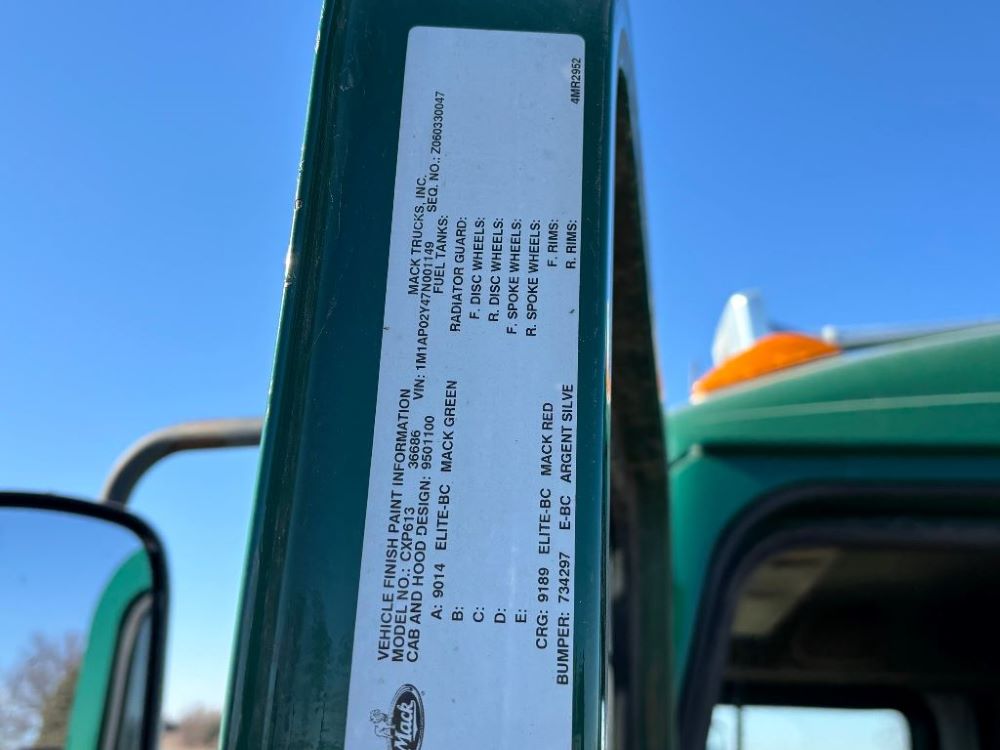 Mack
VEHICLE FINISH PAINT INFORMATION MACK TRUCKS, INC.
MODEL NO.: CXP613 36686 VIN: 1M1AP02Y47N001149 SEQ. NO.: Z060330047
CAB AND HOOD DESIGN: 9501100 FUEL TANKS:
A: 9014 ELITE-BC MACK GREEN RADIATOR GUARD:
B: F. DISC WHEELS:
C: R. DISC WHEELS:
D: F. SPOKE WHEELS:
E: R. SPOKE WHEELS:
CRG: 9189 ELITE-BC MACK RED F. RIMS:
BUMPER: 734297 E-BC ARGENT SILVE R. RIMS:
4MR2952